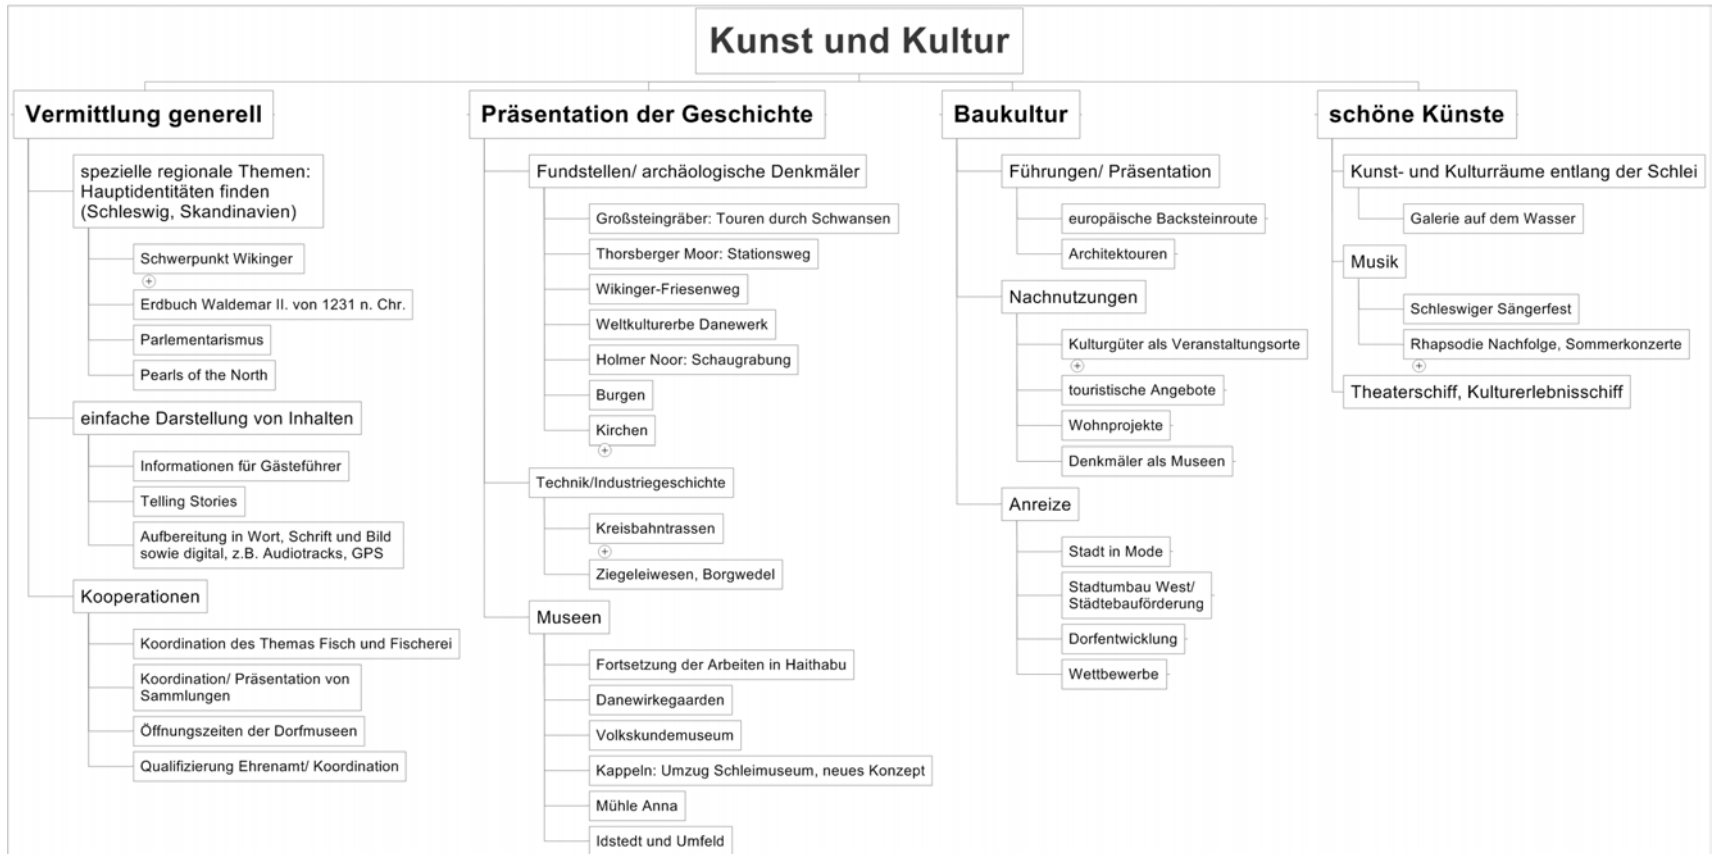 Kunst und Kultur
Vermittlung generell
spezielle regionale Themen:
Hauptidentitäten finden
(Schleswig, Skandinavien)
Schwerpunkt Wikinger
Erdbuch Waldemar II. von 1231 n. Chr.
Parlementarismus
Pearls of the North
einfache Darstellung von Inhalten
Informationen für Gästeführer
Telling Stories
Aufbereitung in Wort, Schrift und Bild
sowie digital, z.B. Audiotracks, GPS
Kooperationen
Koordination des Themas Fisch und Fischerei
Koordination/ Präsentation von
Sammlungen
Öffnungszeiten der Dorfmuseen
Qualifizierung Ehrenamt/ Koordination
Präsentation der Geschichte
Fundstellen/ archäologische Denkmäler
Großsteingräber: Touren durch Schwansen
Thorsberger Moor: Stationsweg
Wikinger-Friesenweg
Weltkulturerbe Danewerk
Holmer Noor: Schaugrabung
Burgen
Kirchen
Technik/Industriegeschichte
Kreisbahntrassen
Ziegeleiwesen, Borgwedel
Museen
Fortsetzung der Arbeiten in Haithabu
Danewirkegaarden
Volkskundemuseum
Kappeln: Umzug Schleimuseum, neues Konzept
Mühle Anna
Idstedt und Umfeld
Baukultur
Führungen/ Präsentation
europäische Backsteinroute
Architektouren
Nachnutzungen
Kulturgüter als Veranstaltungsorte
touristische Angebote
Wohnprojekte
Denkmäler als Museen
Anreize
Stadt in Mode
Stadtumbau West/
Städtebauförderung
Dorfentwicklung
Wettbewerbe
schöne Künste
Kunst- und Kulturräume entlang der Schlei
Galerie auf dem Wasser
Musik
Schleswiger Sängerfest
Rhapsodie Nachfolge, Sommerkonzerte
Theaterschiff, Kulturerlebnisschiff